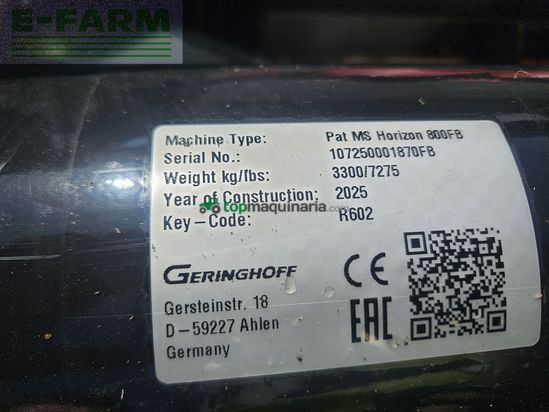 E-FARM
Machine Type: Pat MS Horizon 800FB
Serial No.: 107250001870FB
Weight kg/lbs: 3300/7275
Year of Construction: 2025
topmaquinaria.com
Key-Code: R602
GERINGHOFF CE
Gersteinstr. 18
D-59227 Ahlen EAC
Germany